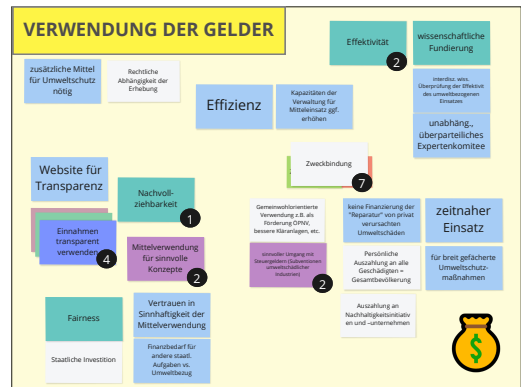 VERWENDUNG DER GELDER
Effektivität
2
wissenschaftliche
Fundierung
zusätzliche Mittel
für Umweltschutz
nötig
Rechtliche
Abhängigkeit der
Erhebung
Effizienz
Kapazitäten der
Verwaltung für
Mitteleinsatz ggf.
erhöhen
interdisz. wiss.
Überprüfung der Effektivit
des umweltbezogenen
Einsatzes
unabhäng.,
überparteiliches
Expertenkomitee
Zweckbindung
7
Website für
Transparenz
Nachvoll-
ziehbarkeit
1
Einnahmen
transparent
verwenden
4
Mittelverwendung
für sinnvolle
Konzepte
2
Gemeinwohlorientierte
Verwendung z.B. als
Förderung ÖPNV,
bessere Kläranlagen, etc.
sinnvoller Umgang mit
Steuergeldern (Subventionen
umweltschädlicher
Industrien)
2
keine Finanzierung der
"Reparatur" von privat
verursachten
Umweltschäden
zeitnaher
Einsatz
Persönliche
Auszahlung an alle
Geschädigten =
Gesamtbevölkerung
für breit gefächerte
Umweltschutz-
maßnahmen
Auszahlung an
Nachhaltigkeitsinitiativ
en und –unternehmen
Fairness
Vertrauen in
Sinnhaftigkeit der
Mittelverwendung
Staatliche Investition
Finanzbedarf für
andere staatl.
Aufgaben vs.
Umweltbezug
$